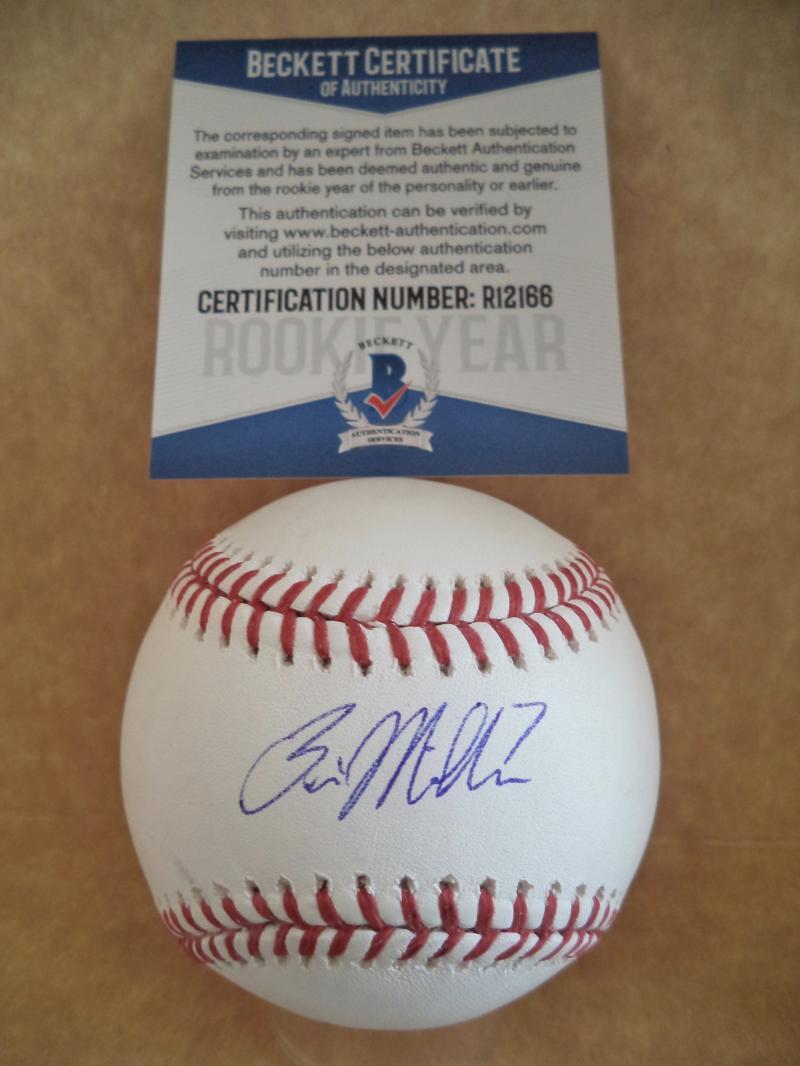 BECKETT CERTIFICATE
OF AUTHENTICITY
The corresponding signed item has been subjected to
examination by an expert from Beckett Authentication
Services and has been deemed authentic and genuine
from the rookie year of the personality or earlier.
This authentication can be verified by
visiting www.beckett-authentication.com
and utilizing the below authentication
number in the designated area.
CERTIFICATION NUMBER: R12166
ROOKIE YEAR
BECKETT
B
AUTHENTICATION
SERVICES